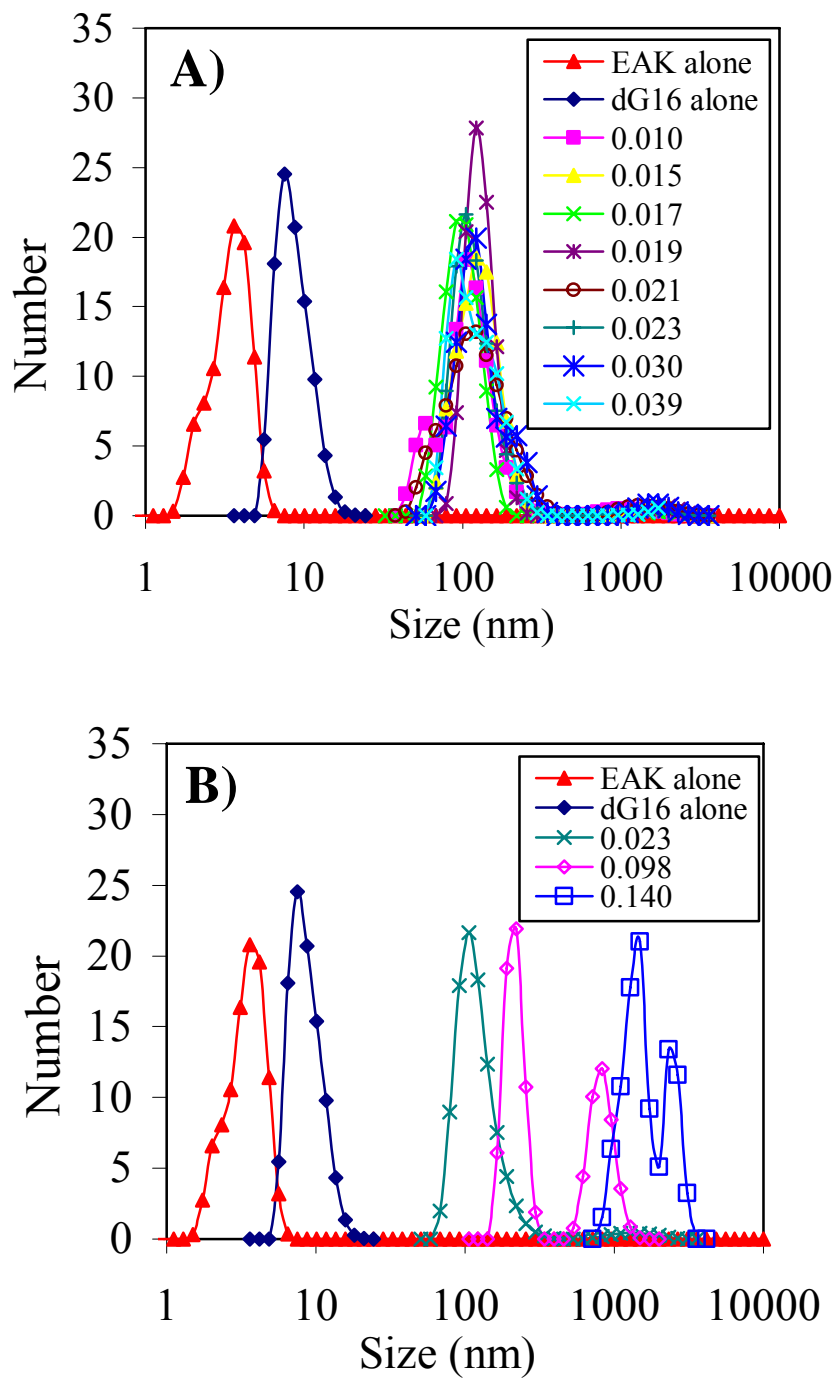 A)
35
30
25
20
15
10
5
0
Number
EAK alone
dG16 alone
0.010
0.015
0.017
0.019
0.021
0.023
0.030
0.039
1 10 100 1000 10000
Size (nm)
B)
35
30
25
20
15
10
5
0
Number
EAK alone
dG16 alone
0.023
0.098
0.140
1 10 100 1000 10000
Size (nm)